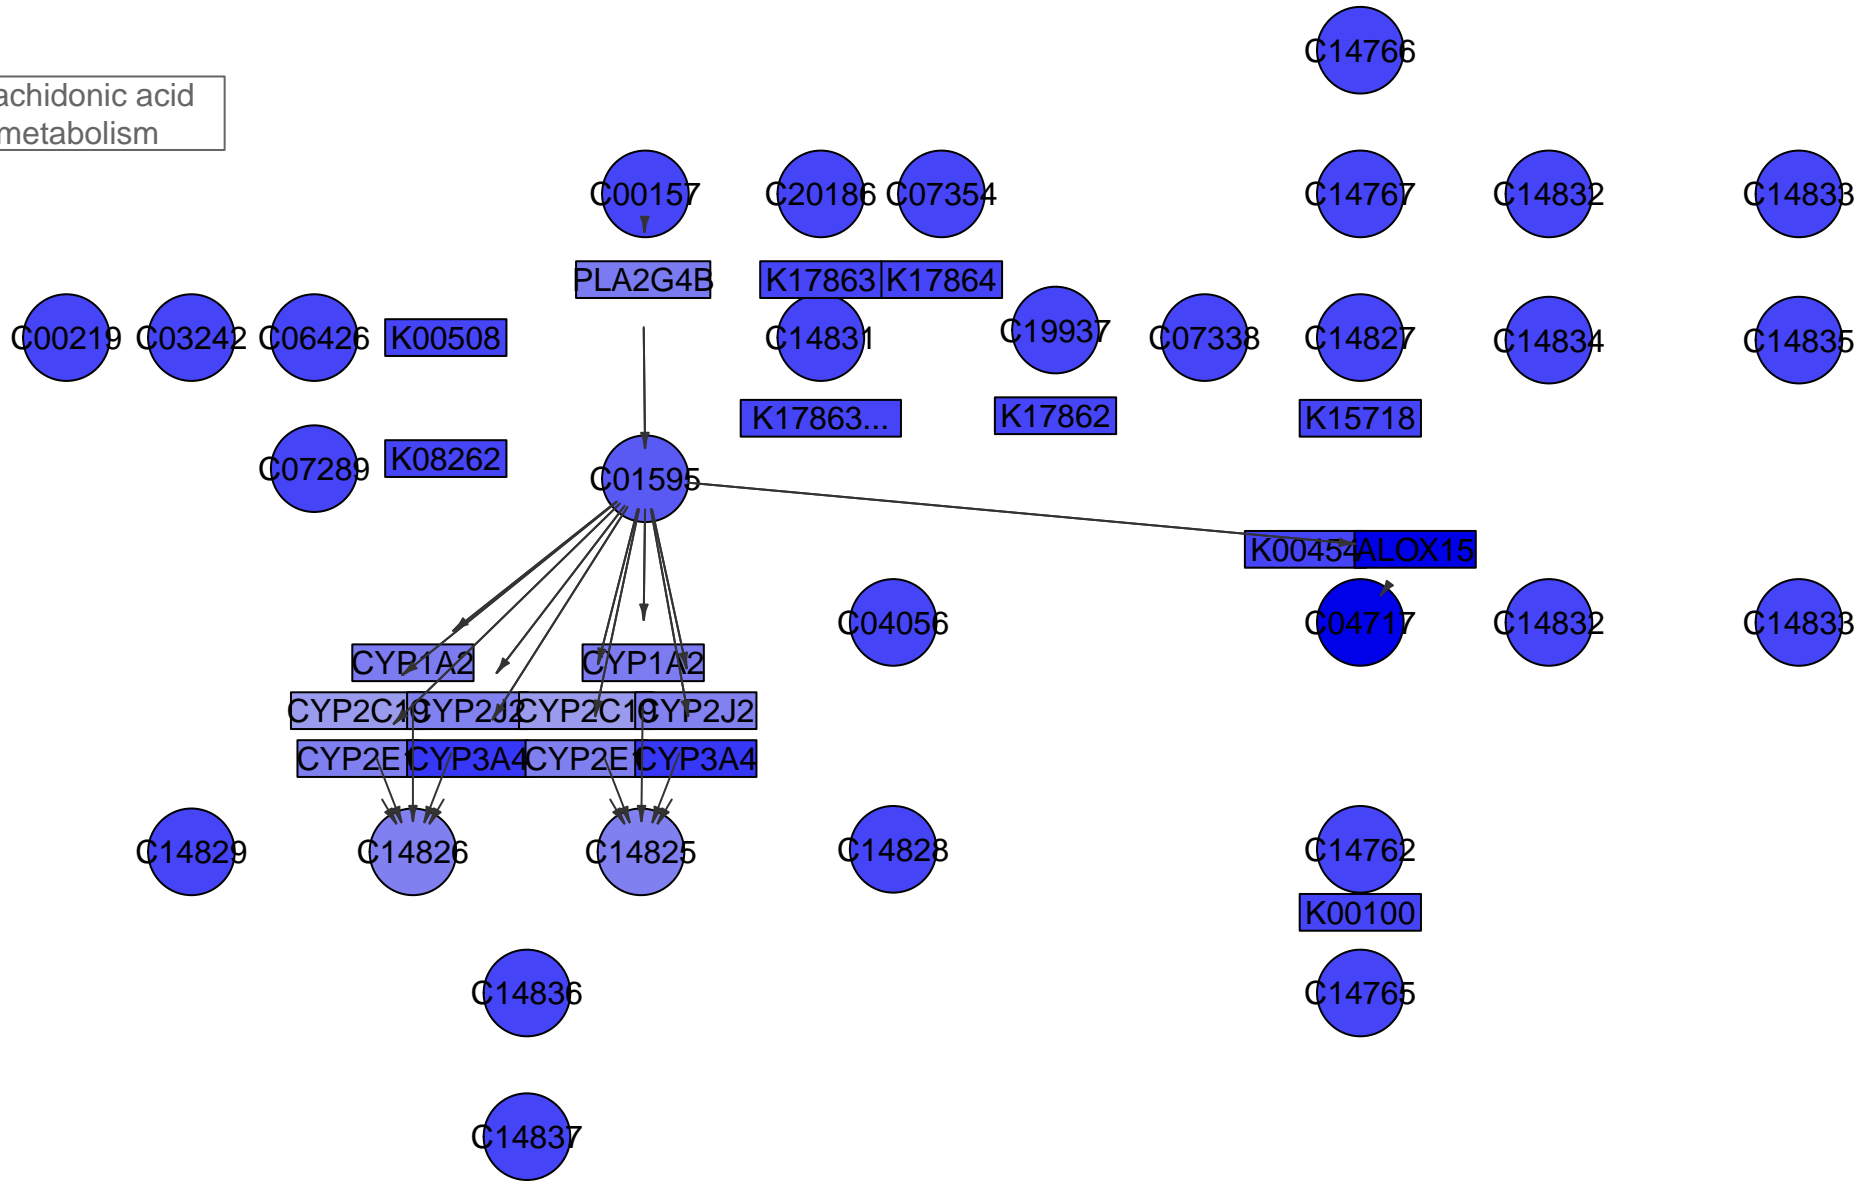 C14766
achidonic acid
metabolism
C00157
C20186
C07354
C14767
C14832
C14833
PLA2G4B
K17863
K17864
C00219
C03242
C06426
K00508
C14831
C19937
C07338
C14827
C14834
C14835
K17863...
K17862
K15718
C07289
K08262
C01595
K00454
ALOX15
C04056
C04717
C14832
C14833
CYP1A2
CYP1A2
CYP2C19
CYP2J2
CYP2C19
CYP2J2
CYP2E1
CYP3A4
CYP2E1
CYP3A4
C14829
C14826
C14825
C14828
C14762
K00100
C14836
C14765
C14837